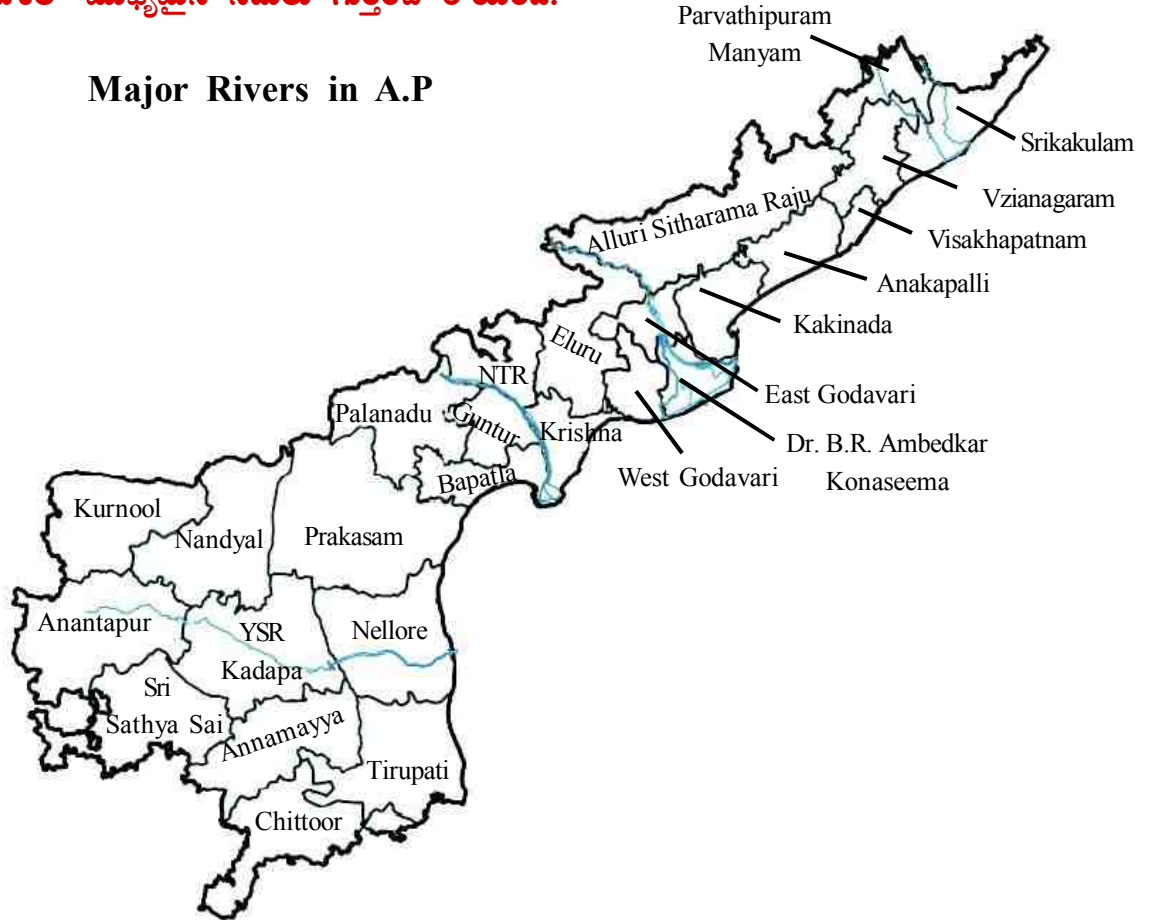 Major Rivers in A.P
Parvathipuram
Manyam
Srikakulam
Vzianagaram
Visakhapatnam
Anakapalli
Kakinada
East Godavari
Dr. B.R. Ambedkar
Konaseema
West Godavari
Alluri Sitharama Raju
Eluru
NTR
Krishna
Guntur
Palanadu
Bapatla
Prakasam
Kurnool
Nandyal
Anantapur
YSR
Kadapa
Nellore
Sri
Sathya Sai
Annamayya
Tirupati
Chittoor